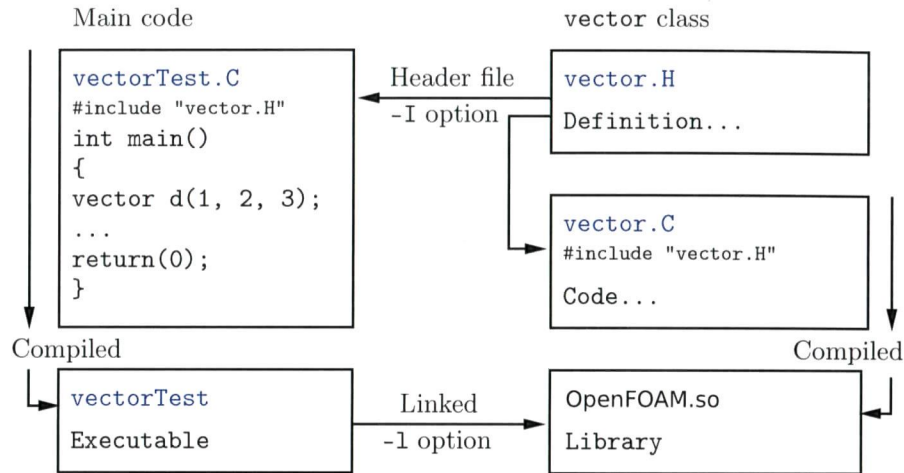 Main code
vectorTest.C
#include "vector.H"
int main()
{
vector d(1, 2, 3);
...
return(0);
}
Compiled
vectorTest
Executable
Header file
-I option
Linked
-l option
vector class
vector.H
Definition...
vector.C
#include "vector.H"
Code...
Compiled
OpenFOAM.so
Library